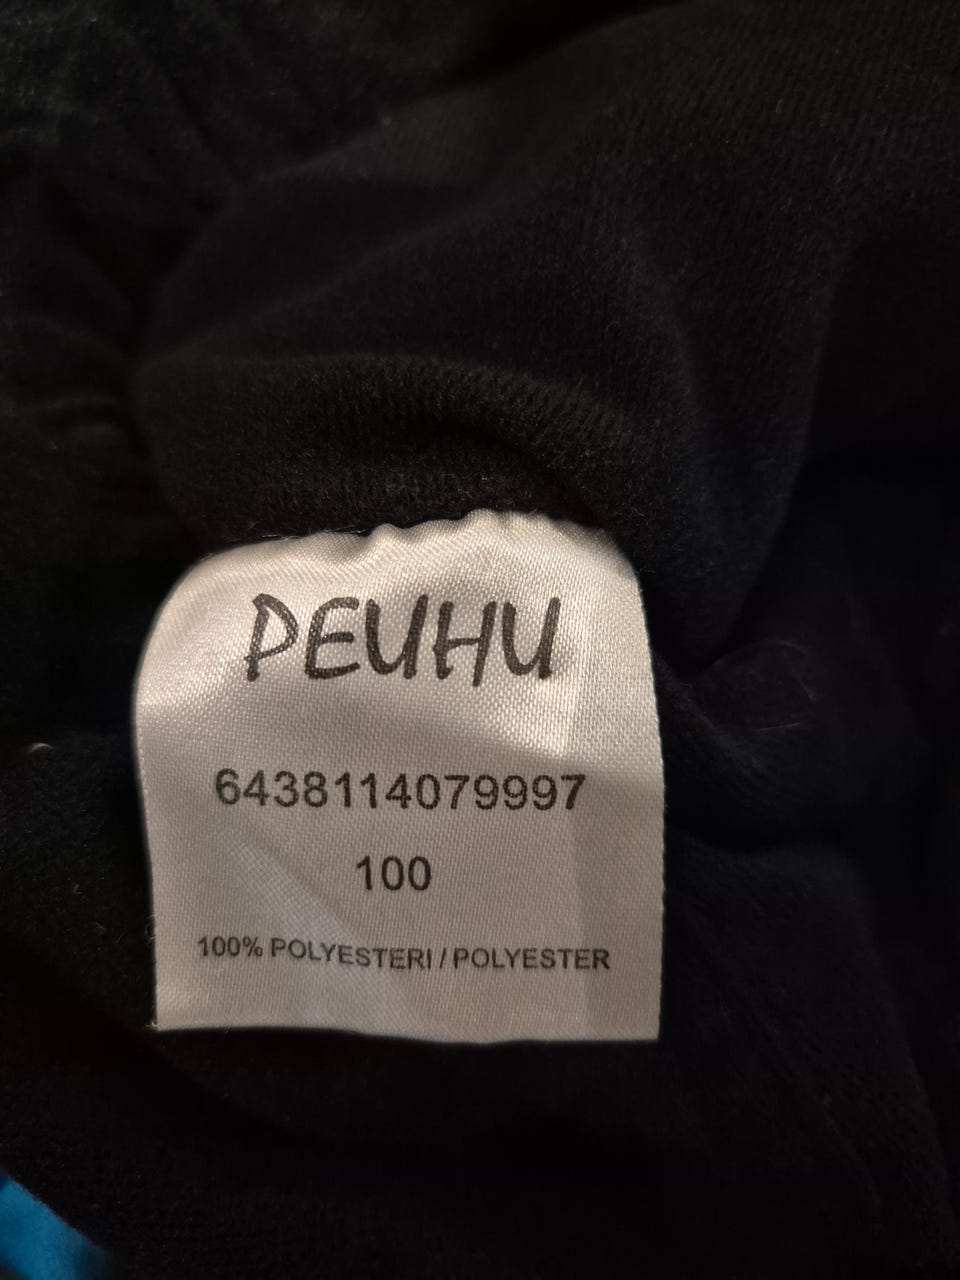 PEUHU
6438114079997
100
100% POLYESTERI / POLYESTER